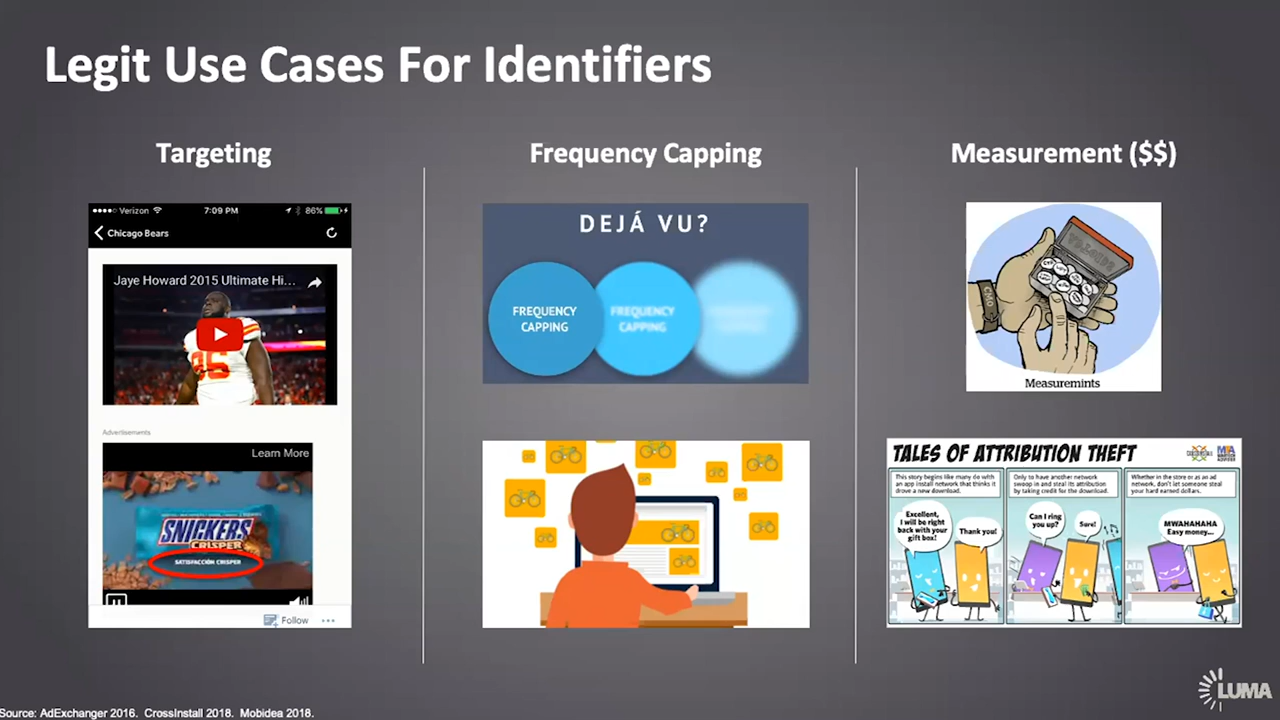 Legit Use Cases For Identifiers
Targeting
Verizon
7:09 PM
86%
Chicago Bears
Jaye Howard 2015 Ultimate Hi...
95
Advertisements
Learn More
SNICKERS
CRISPER
SATISFACCIÓN CRISPER
Follow
Frequency Capping
DEJÁ VU?
FREQUENCY
CAPPING
FREQUENCY
CAPPING
Measurement ($$)
CMO
Measuremints
TALES OF ATTRIBUTION THEFT
This story begins like many do with
an app install network that thinks it
drove a new download.
Excellent,
I will be right
back with your
gift box!
Thank you!
Only to have another network
swoop in and steal its attribution
by taking credit for the download.
Can I ring
you up?
Sure!
Whether in the store or as an ad
network, don't let someone steal
your hard earned dollars.
MWAHAHAHA
Easy money...
LUMA
Source: AdExchanger 2016. CrossInstall 2018. Mobidea 2018.